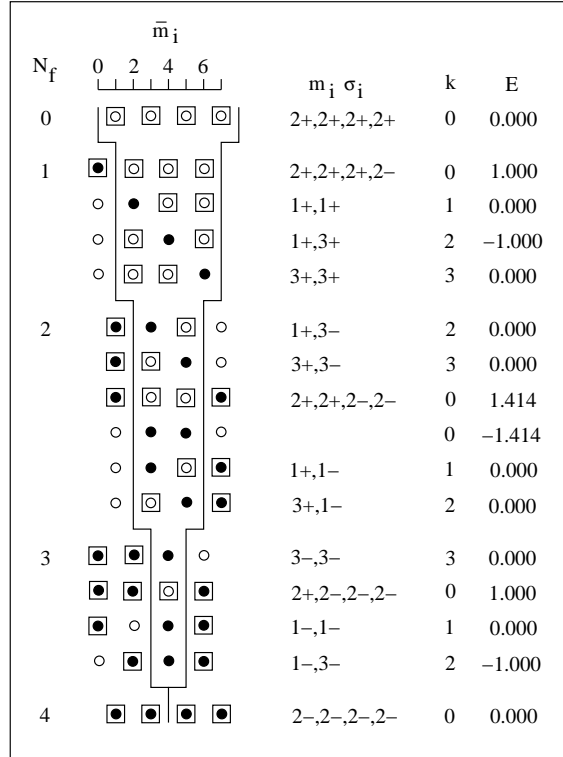 m̄ i
N f 0 2 4 6
m i σ i k E
0 2+,2+,2+,2+ 0 0.000
1 2+,2+,2+,2− 0 1.000
1+,1+ 1 0.000
1+,3+ 2 −1.000
3+,3+ 3 0.000
2 1+,3− 2 0.000
3+,3− 3 0.000
2+,2+,2−,2− 0 1.414
0 −1.414
1+,1− 1 0.000
3+,1− 2 0.000
3 3−,3− 3 0.000
2+,2−,2−,2− 0 1.000
1−,1− 1 0.000
1−,3− 2 −1.000
4 2−,2−,2−,2− 0 0.000